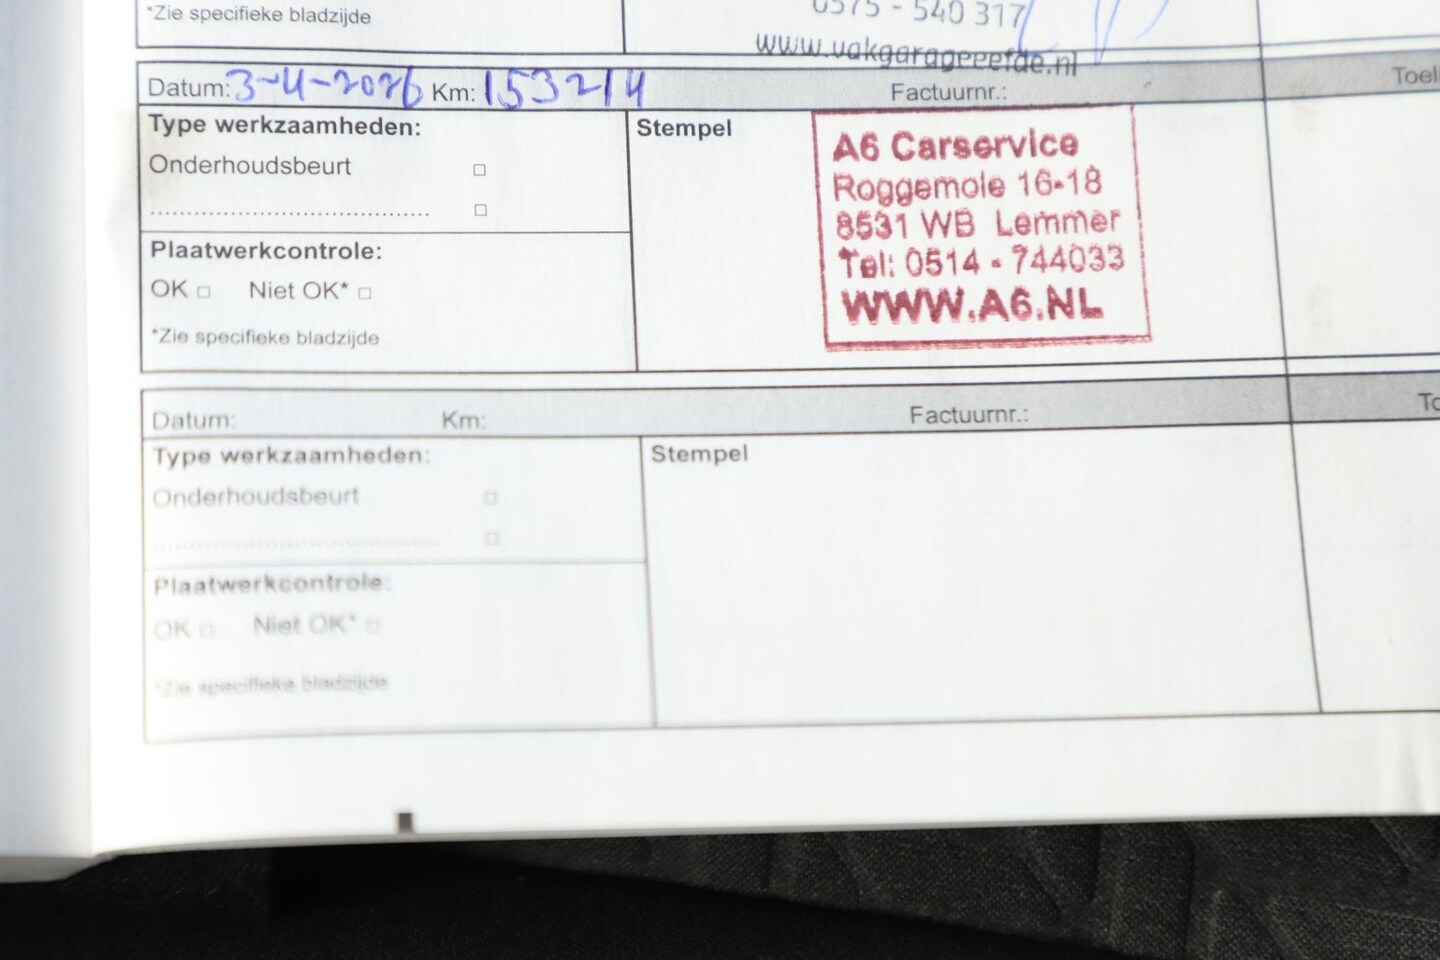 *Zie specifieke bladzijde
0575 - 540 317
www.vakgarageeefde.nl
Datum: 3-4-2026 Km: 153214 Factuurnr.: Toel
Type werkzaamheden:
Onderhoudsbeurt
Plaatwerkcontrole:
OK Niet OK*
*Zie specifieke bladzijde
Stempel
A6 Carservice
Roggemole 16-18
8531 WB Lemmer
Tel: 0514 - 744033
WWW.A6.NL
Datum: Km: Factuurnr.: To
Type werkzaamheden:
Onderhoudsbeurt
Plaatwerkcontrole:
OK Niet OK*
*Zie specifieke bladzijde
Stempel